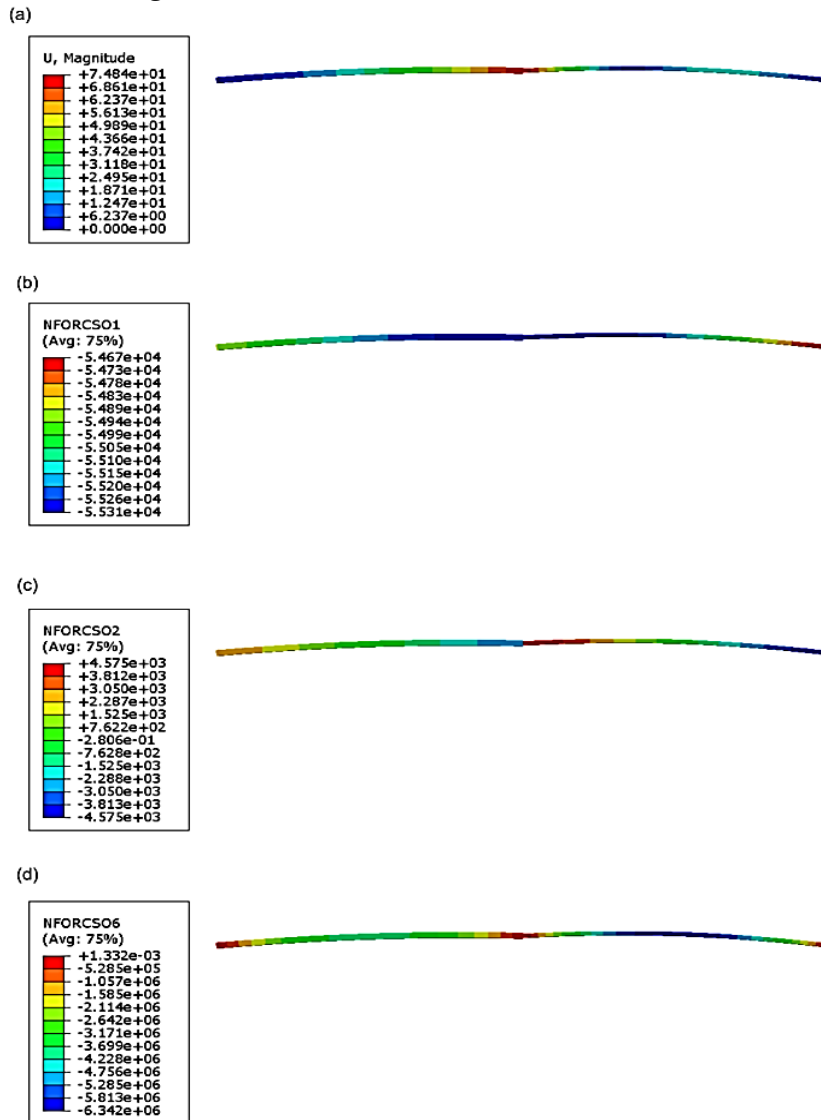 (a)
U, Magnitude
+7.484e+01
+6.861e+01
+6.237e+01
+5.613e+01
+4.989e+01
+4.366e+01
+3.742e+01
+3.118e+01
+2.495e+01
+1.871e+01
+1.247e+01
+6.237e+00
+0.000e+00
(b)
NFORCSO1
(Avg: 75%)
-5.467e+04
-5.473e+04
-5.478e+04
-5.483e+04
-5.489e+04
-5.494e+04
-5.499e+04
-5.505e+04
-5.510e+04
-5.515e+04
-5.520e+04
-5.526e+04
-5.531e+04
(c)
NFORCSO2
(Avg: 75%)
+4.575e+03
+3.812e+03
+3.050e+03
+2.287e+03
+1.525e+03
+7.622e+02
-2.806e-01
-7.628e+02
-1.525e+03
-2.288e+03
-3.050e+03
-3.813e+03
-4.575e+03
(d)
NFORCSO6
(Avg: 75%)
+1.332e-03
-5.285e+05
-1.057e+06
-1.585e+06
-2.114e+06
-2.642e+06
-3.171e+06
-3.699e+06
-4.228e+06
-4.756e+06
-5.285e+06
-5.813e+06
-6.342e+06